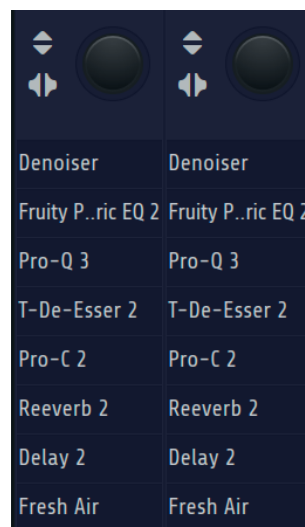 Denoiser Denoiser
Fruity P..ric EQ 2 Fruity P..ric EQ 2
Pro-Q 3 Pro-Q 3
T-De-Esser 2 T-De-Esser 2
Pro-C 2 Pro-C 2
Reeverb 2 Reeverb 2
Delay 2 Delay 2
Fresh Air Fresh Air